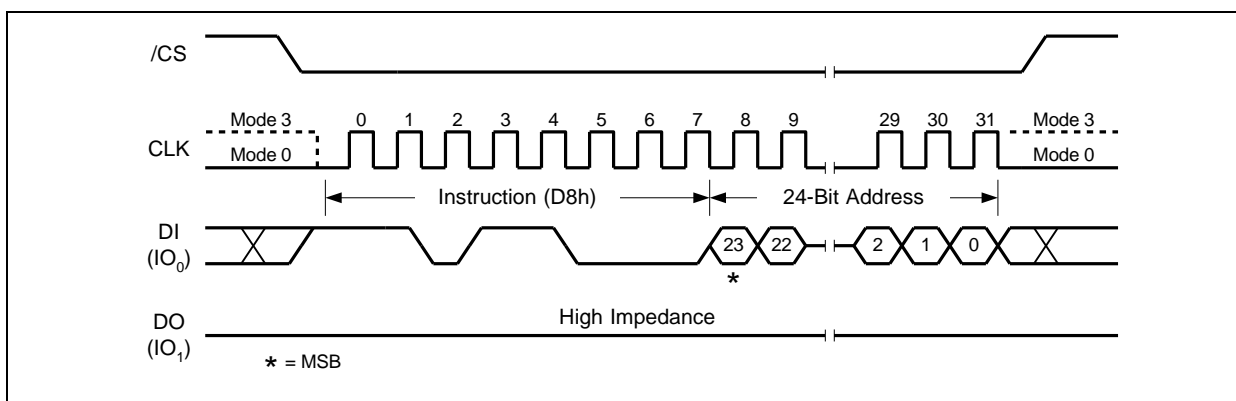 /CS
Mode 3 0 1 2 3 4 5 6 7 8 9 29 30 31 Mode 3
CLK
Mode 0 Mode 0
Instruction (D8h) 24-Bit Address
DI
(IO0)
23 22 2 1 0
*
High Impedance
DO
(IO1)
* = MSB